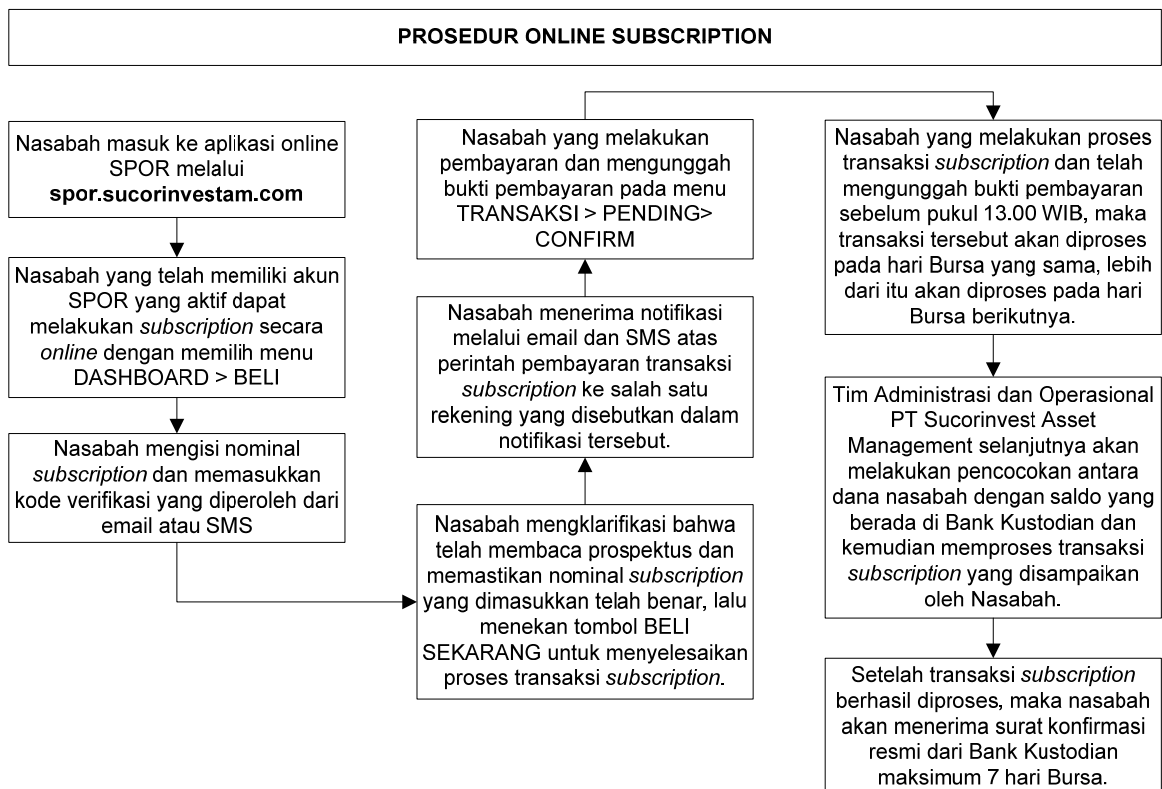 PROSEDUR ONLINE SUBSCRIPTION
Nasabah masuk ke aplikasi online
SPOR melalui
spor.sucorinvestam.com
Nasabah yang telah memiliki akun
SPOR yang aktif dapat
melakukan subscription secara
online dengan memilih menu
DASHBOARD > BELI
Nasabah mengisi nominal
subscription dan memasukkan
kode verifikasi yang diperoleh dari
email atau SMS
Nasabah mengklarifikasi bahwa
telah membaca prospektus dan
memastikan nominal subscription
yang dimasukkan telah benar, lalu
menekan tombol BELI
SEKARANG untuk menyelesaikan
proses transaksi subscription.
Nasabah menerima notifikasi
melalui email dan SMS atas
perintah pembayaran transaksi
subscription ke salah satu
rekening yang disebutkan dalam
notifikasi tersebut.
Nasabah yang melakukan
pembayaran dan mengunggah
bukti pembayaran pada menu
TRANSAKSI > PENDING>
CONFIRM
Nasabah yang melakukan proses
transaksi subscription dan telah
mengunggah bukti pembayaran
sebelum pukul 13.00 WIB, maka
transaksi tersebut akan diproses
pada hari Bursa yang sama, lebih
dari itu akan diproses pada hari
Bursa berikutnya.
Tim Administrasi dan Operasional
PT Sucorinvest Asset
Management selanjutnya akan
melakukan pencocokan antara
dana nasabah dengan saldo yang
berada di Bank Kustodian dan
kemudian memproses transaksi
subscription yang disampaikan
oleh Nasabah.
Setelah transaksi subscription
berhasil diproses, maka nasabah
akan menerima surat konfirmasi
resmi dari Bank Kustodian
maksimum 7 hari Bursa.